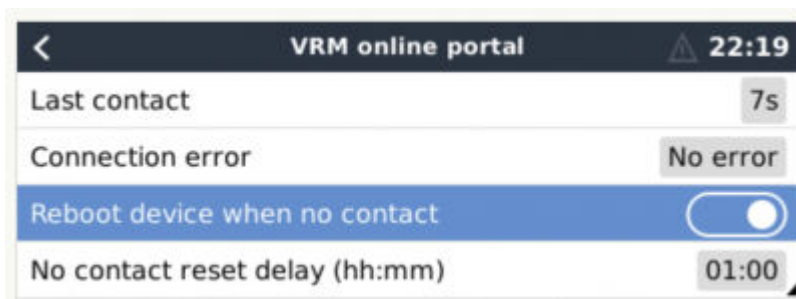 VRM online portal 22:19
Last contact 7s
Connection error No error
Reboot device when no contact
No contact reset delay (hh:mm) 01:00